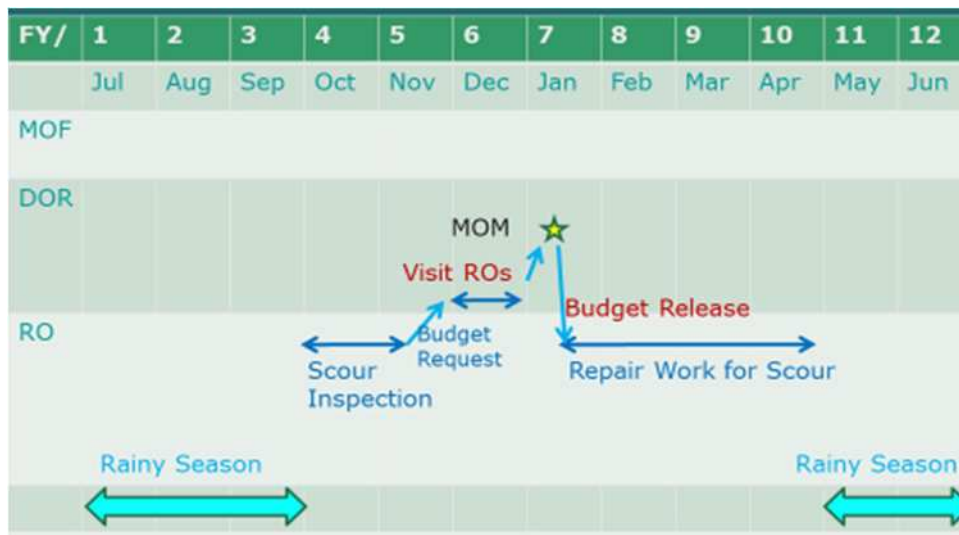 FY/ 1 2 3 4 5 6 7 8 9 10 11 12
Jul Aug Sep Oct Nov Dec Jan Feb Mar Apr May Jun
MOF
DOR
MOM
Visit ROs
Budget Release
RO
Budget
Request
Scour
Inspection
Repair Work for Scour
Rainy Season
Rainy Season